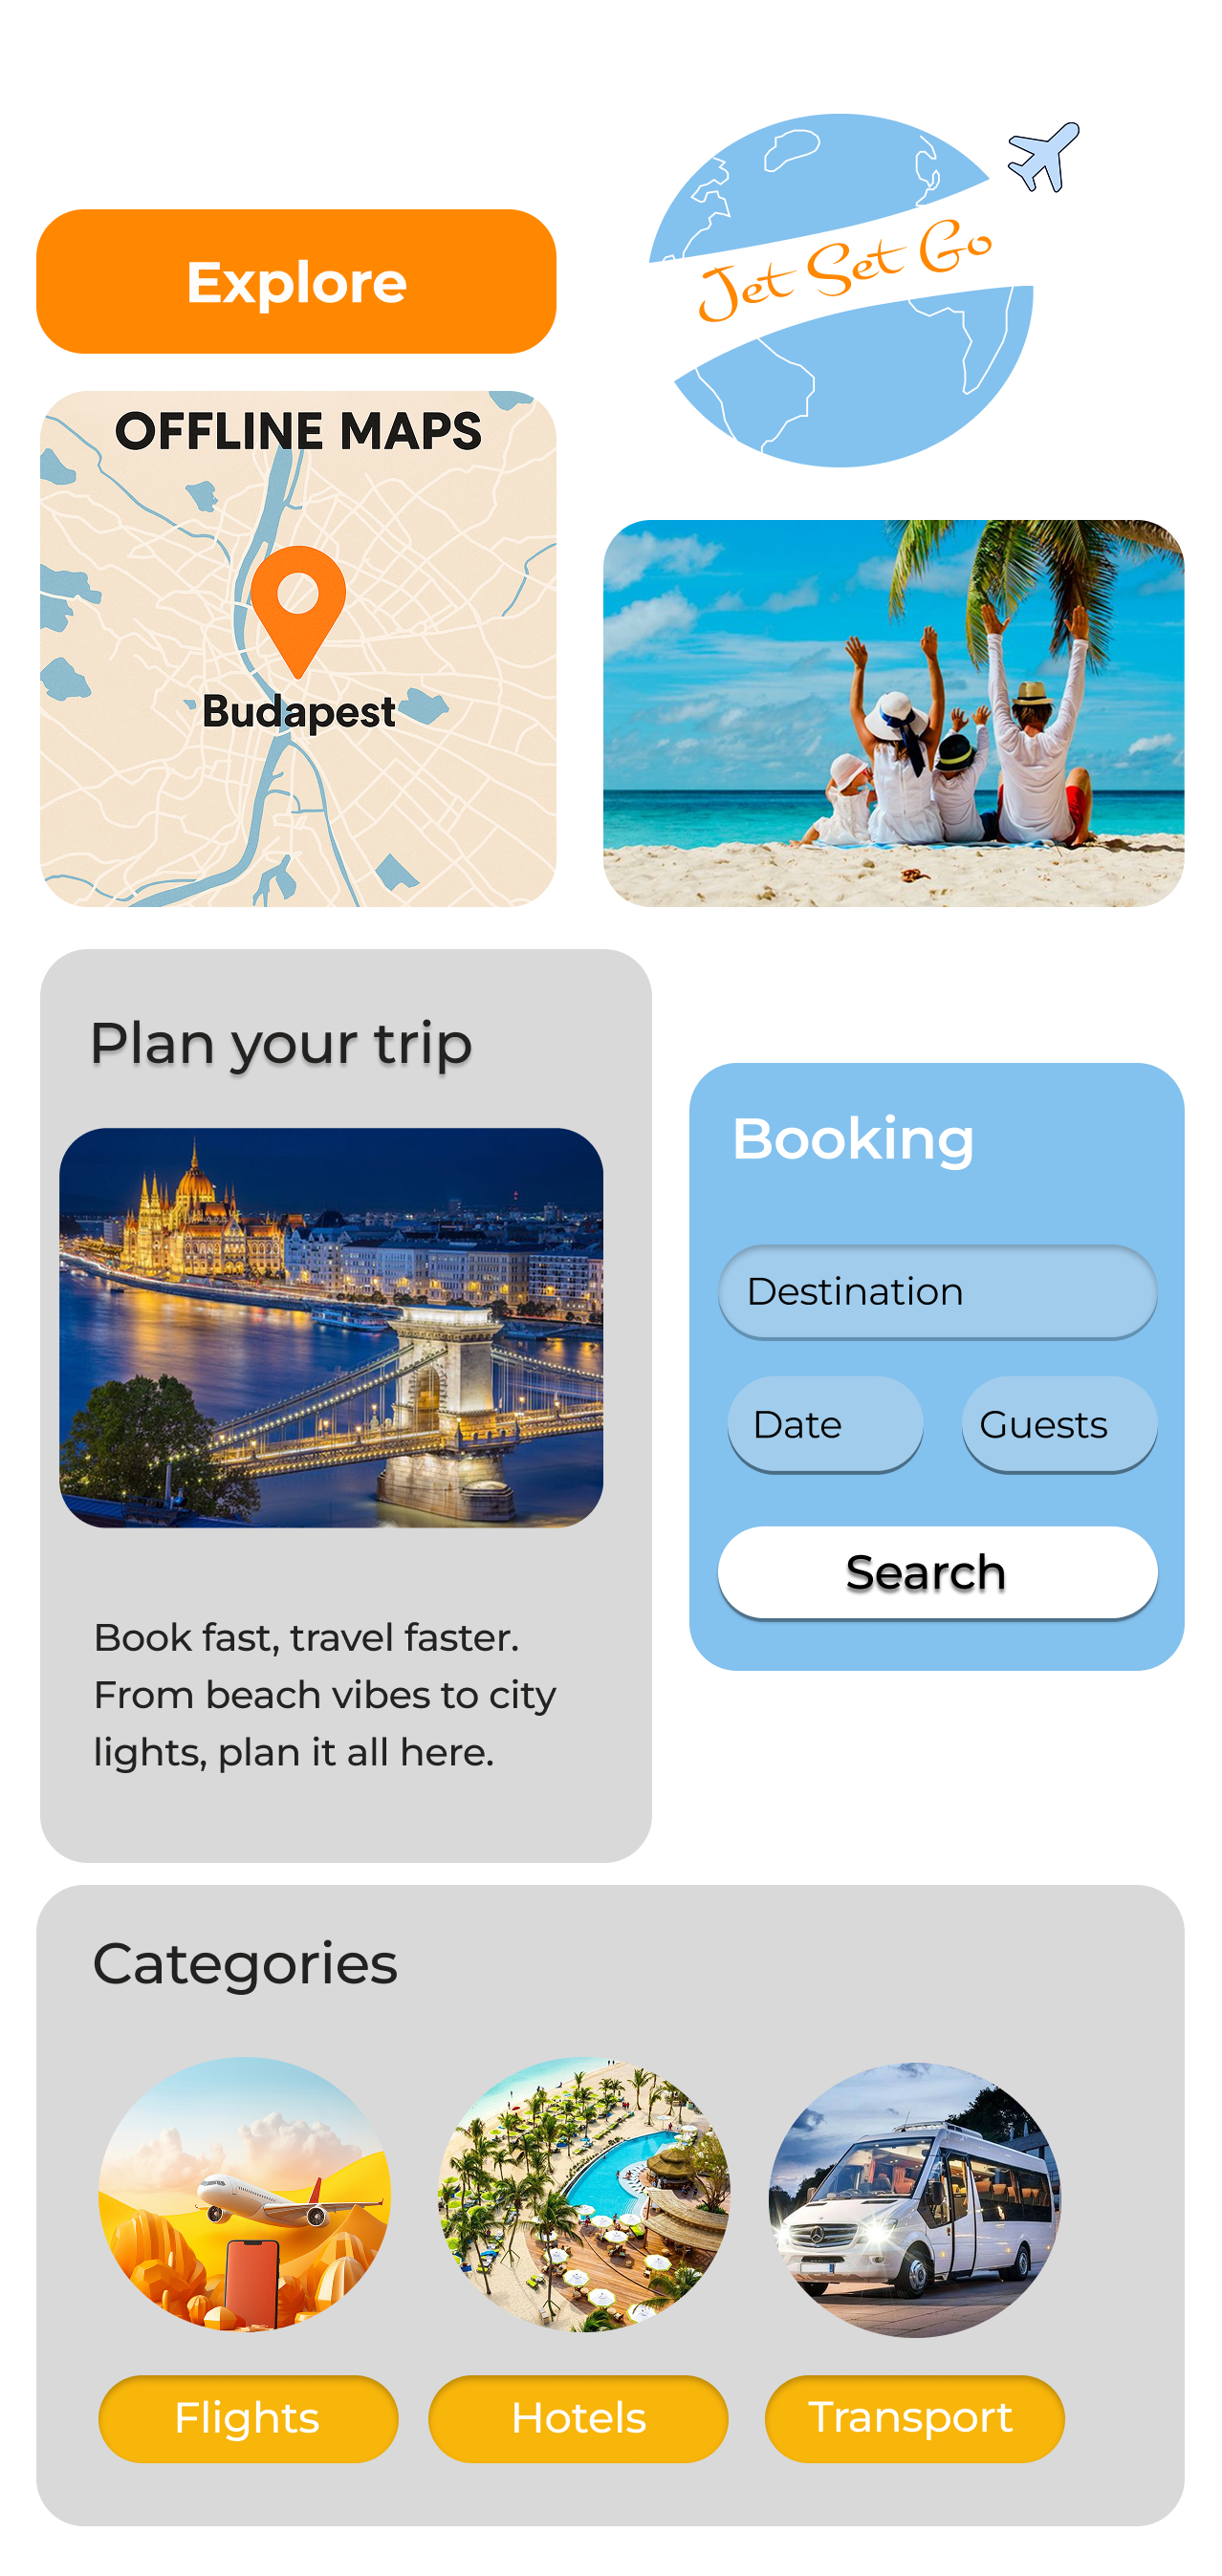 Explore
Jet Set Go
OFFLINE MAPS
Budapest
Plan your trip
Book fast, travel faster.
From beach vibes to city
lights, plan it all here.
Booking
Destination
Date
Guests
Search
Categories
Flights
Hotels
Transport